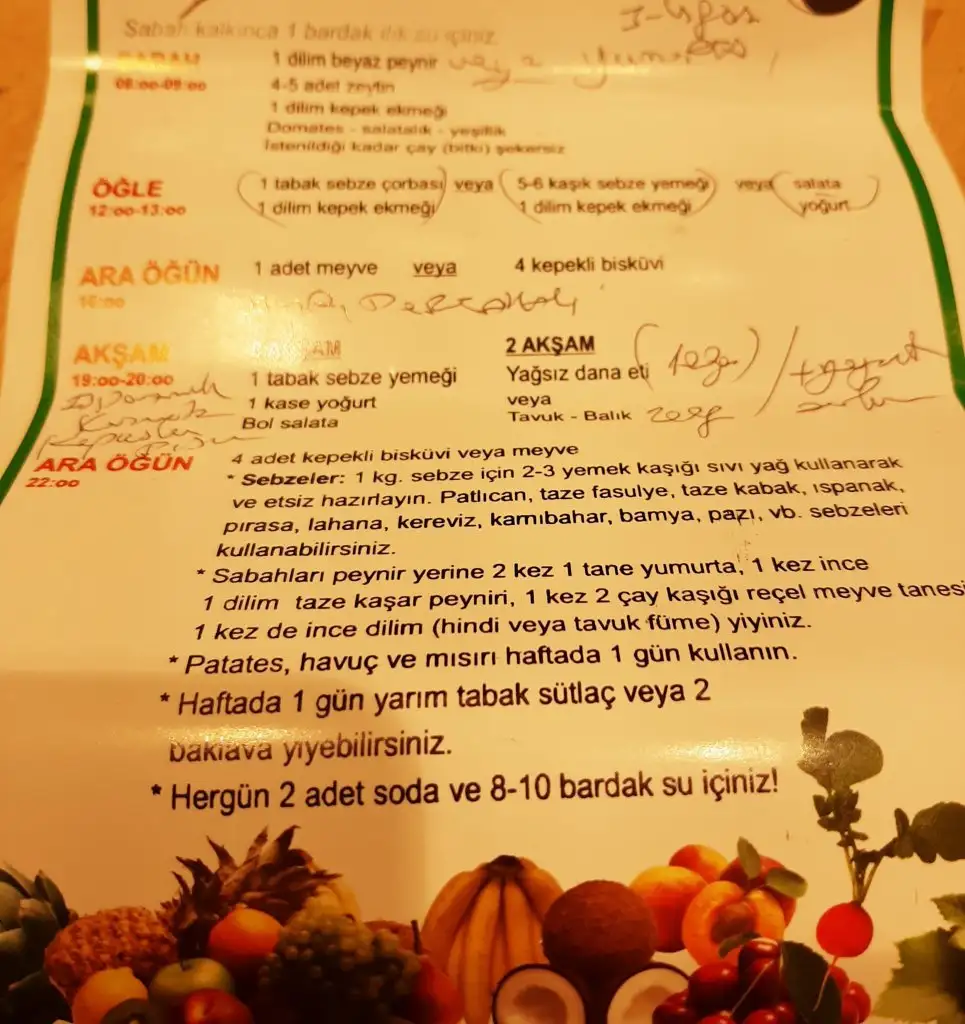 Sabah kalkınca 1 bardak ılık su içiniz.
SABAH 1 dilim beyaz peynir veya 2 yumurta
08:00-09:00 4-5 adet zeytin
1 dilim kepek ekmeği
Domates - salatalık - yeşillik
İstenildiği kadar çay (bitki) şekersiz
ÖĞLE 1 tabak sebze çorbası veya 5-6 kaşık sebze yemeği veya salata
12:00-13:00 1 dilim kepek ekmeği 1 dilim kepek ekmeği yoğurt
ARA ÖĞÜN 1 adet meyve veya 4 kepekli bisküvi
16:00
AKŞAM 2 AKŞAM
19:00-20:00 1 tabak sebze yemeği Yağsız dana eti
1 kase yoğurt veya
Bol salata Tavuk - Balık
ARA ÖĞÜN 4 adet kepekli bisküvi veya meyve
22:00
* Sebzeler: 1 kg. sebze için 2-3 yemek kaşığı sıvı yağ kullanarak
ve etsiz hazırlayın. Patlıcan, taze fasulye, taze kabak, ıspanak,
pırasa, lahana, kereviz, karnıbahar, bamya, pazı, vb. sebzeleri
kullanabilirsiniz.
* Sabahları peynir yerine 2 kez 1 tane yumurta, 1 kez ince
1 dilim taze kaşar peyniri, 1 kez 2 çay kaşığı reçel meyve tanesi
1 kez de ince dilim (hindi veya tavuk füme) yiyiniz.
* Patates, havuç ve mısırı haftada 1 gün kullanın.
* Haftada 1 gün yarım tabak sütlaç veya 2
baklava yiyebilirsiniz.
* Hergün 2 adet soda ve 8-10 bardak su içiniz!